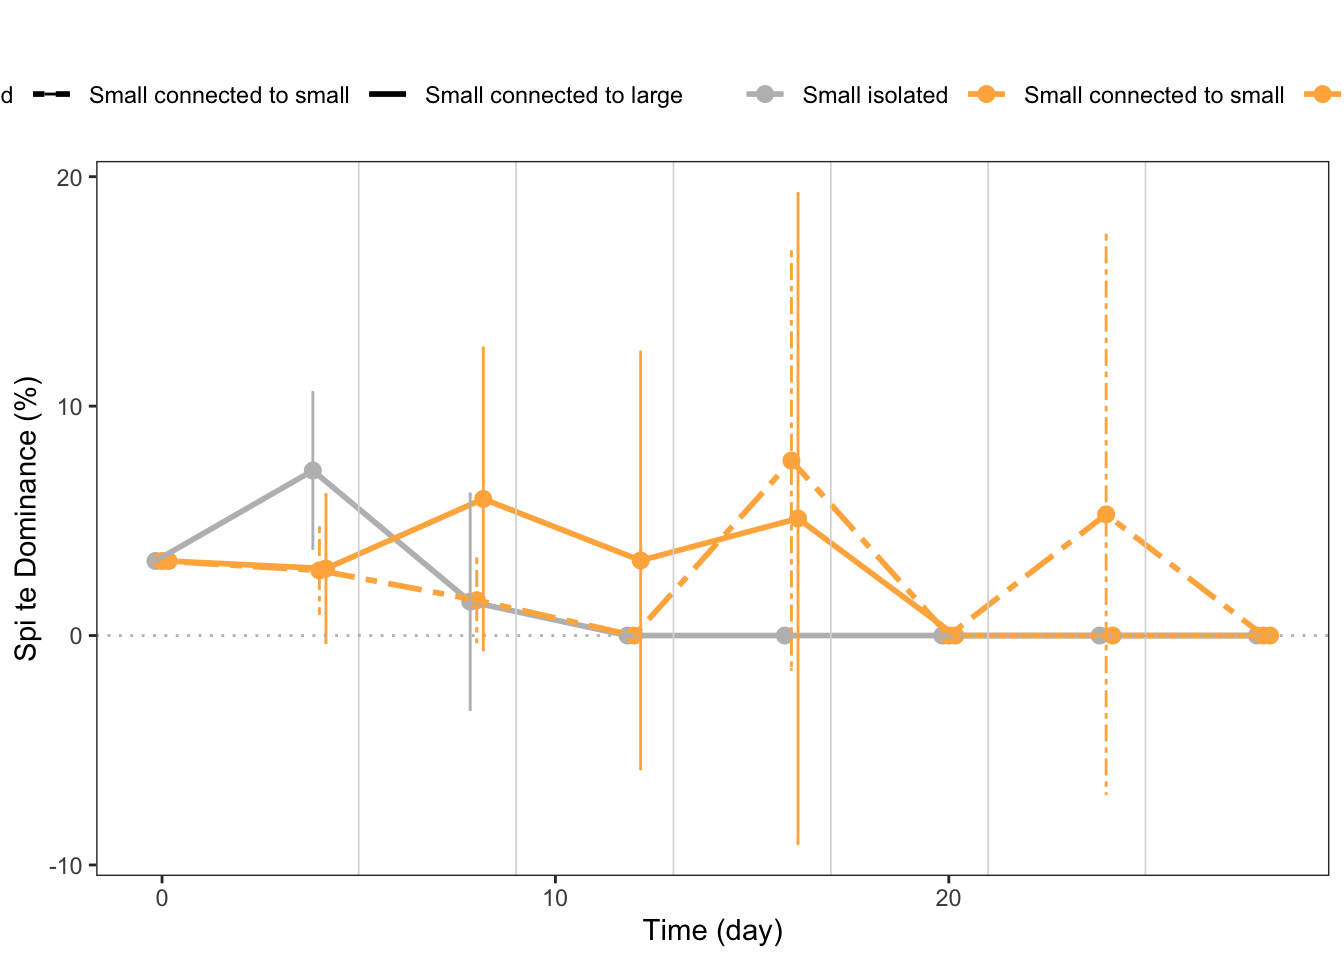 d Small connected to small Small connected to large Small isolated Small connected to small
20
10
0
-10
Spi te Dominance (%)
0 10 20
Time (day)